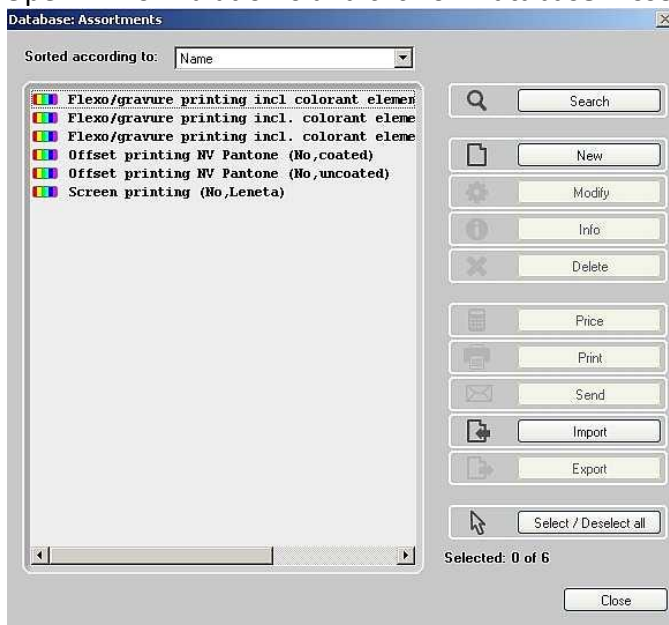 Database: Assortments
Sorted according to: Name
Flexo/gravure printing incl colorant elemen
Flexo/gravure printing incl. colorant eleme
Flexo/gravure printing incl. colorant eleme
Offset printing NV Pantone (No,coated)
Offset printing NV Pantone (No,uncoated)
Screen printing (No,Leneta)
Search
New
Modify
Info
Delete
Price
Print
Send
Import
Export
Select / Deselect all
Selected: 0 of 6
Close